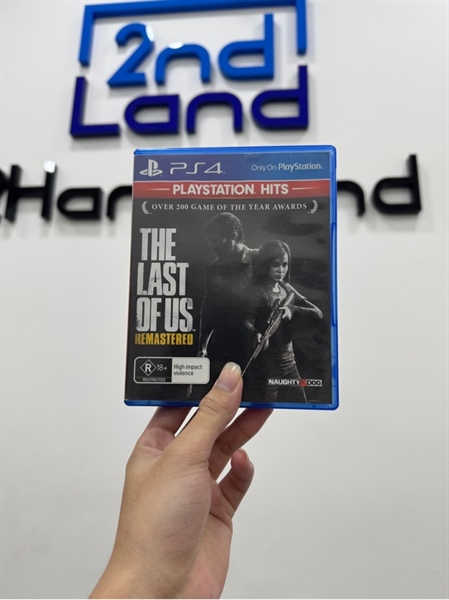 2nd
Land
Han
nd
PS4
Only On PlayStation®
PLAYSTATION® HITS
OVER 200 GAME OF THE YEAR AWARDS
THE
LAST
OF US
REMASTERED
R 18+
RESTRICTED
High impact
violence
NAUGHTY DOG